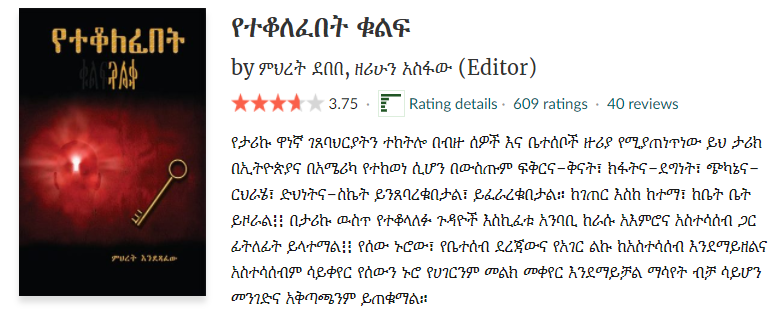 የተቆለፈበት
ቁልፍ
ምህረት እንደጻፈው
የተቆለፈበት ቁልፍ
by ምህረት ደበበ, ዘሪሁን አስፋው (Editor)
3.75 · Rating details · 609 ratings · 40 reviews
የታሪኩ ዋነኛ ገጸባህርያትን ተከትሎ በብዙ ሰዎች እና ቤተሰቦች ዙሪያ የሚያጠነጥነው ይህ ታሪክ
በኢትዮጵያና በአሜሪካ የተከወነ ሲሆን በውስጡም ፍቅርና-ቅናት፣ ክፋትና-ደግነት፣ ጭካኔና-
ርህራሄ፣ ድህነትና-ስኬት ይንጸባረቁበታል፣ ይፈራረቁበታል። ከገጠር እስከ ከተማ፣ ከቤት ቤት
ይዞራል፤፤ በታሪኩ ውስጥ የተቆላለፉ ጉዳዮች እስኪፈቱ አንባቢ ከራሱ አእምሮና አስተሳሰብ ጋር
ፊትለፊት ይላተማል፤፤ የሰው ኑሮው፣ የቤተሰብ ደረጃውና የአገር ልኩ ከአስተሳሰብ እንደማይዘልና
አስተሳሰብም ሳይቀየር የሰውን ኑሮ የሀገርንም መልክ መቀየር እንደማይቻል ማሳየት ብቻ ሳይሆን
መንገድና አቅጣጫንም ይጠቁማል።